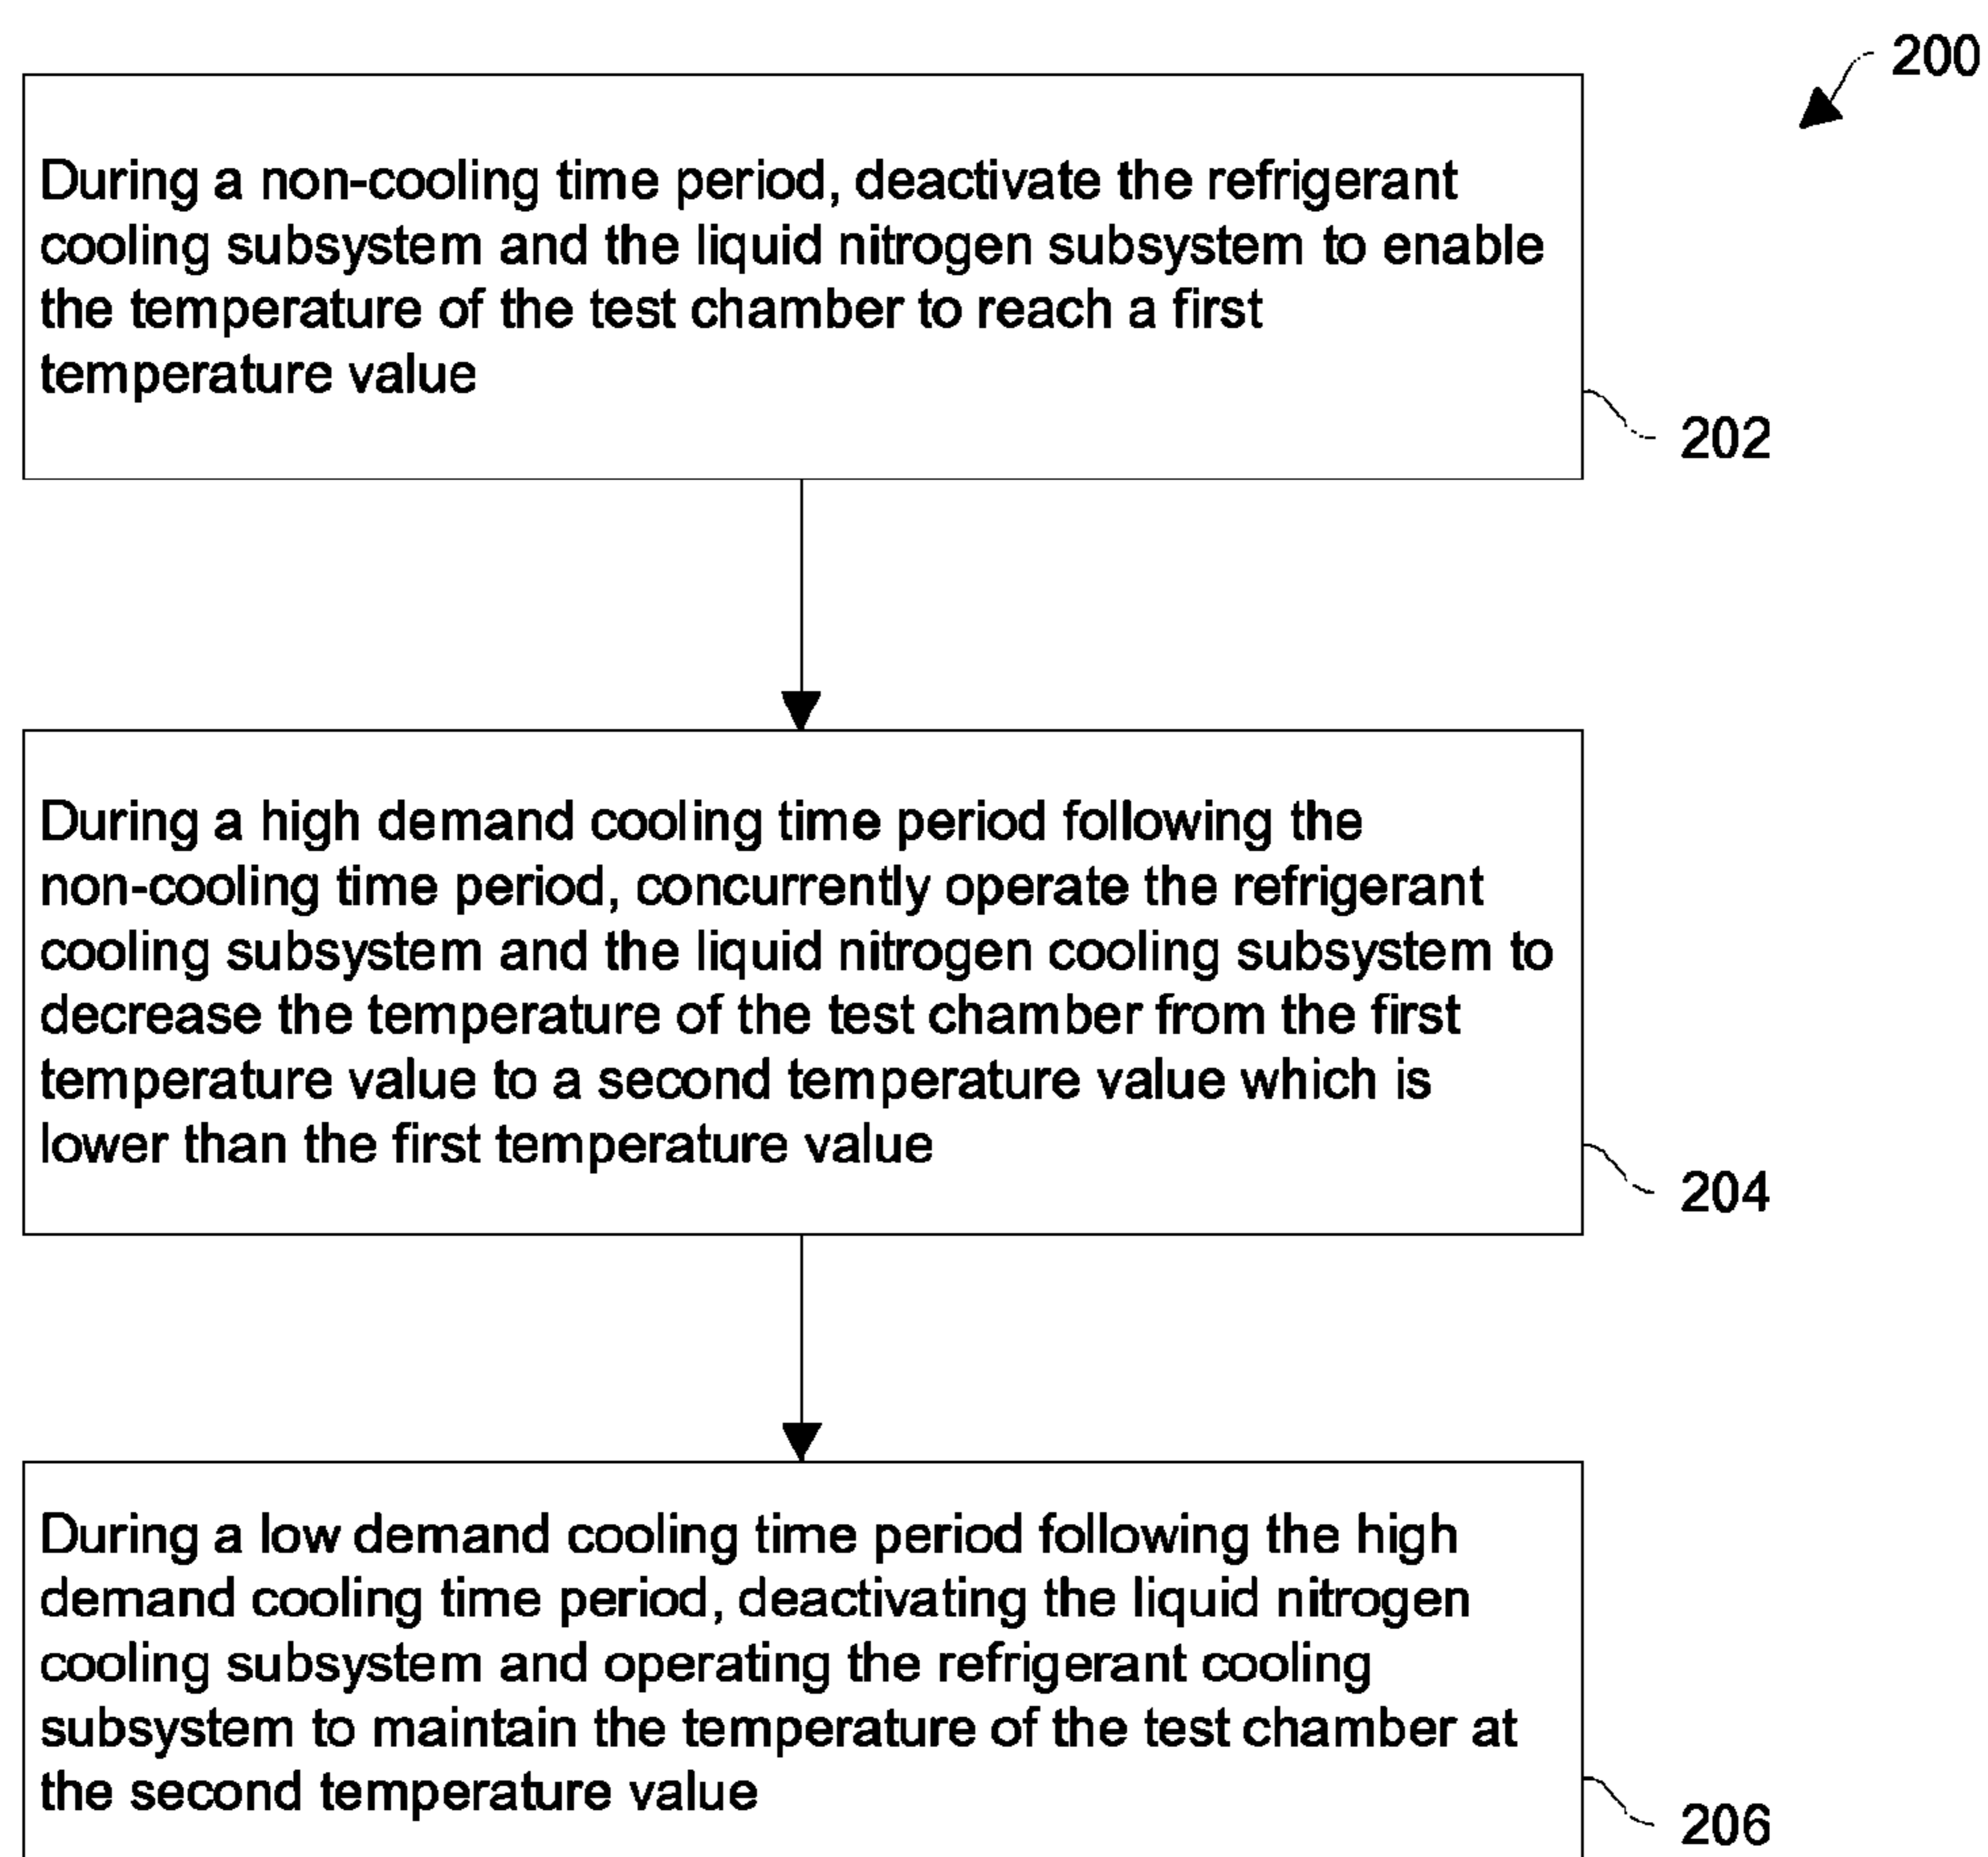 200
During a non-cooling time period, deactivate the refrigerant
cooling subsystem and the liquid nitrogen subsystem to enable
the temperature of the test chamber to reach a first
temperature value
202
During a high demand cooling time period following the
non-cooling time period, concurrently operate the refrigerant
cooling subsystem and the liquid nitrogen cooling subsystem to
decrease the temperature of the test chamber from the first
temperature value to a second temperature value which is
lower than the first temperature value
204
During a low demand cooling time period following the high
demand cooling time period, deactivating the liquid nitrogen
cooling subsystem and operating the refrigerant cooling
subsystem to maintain the temperature of the test chamber at
the second temperature value
206